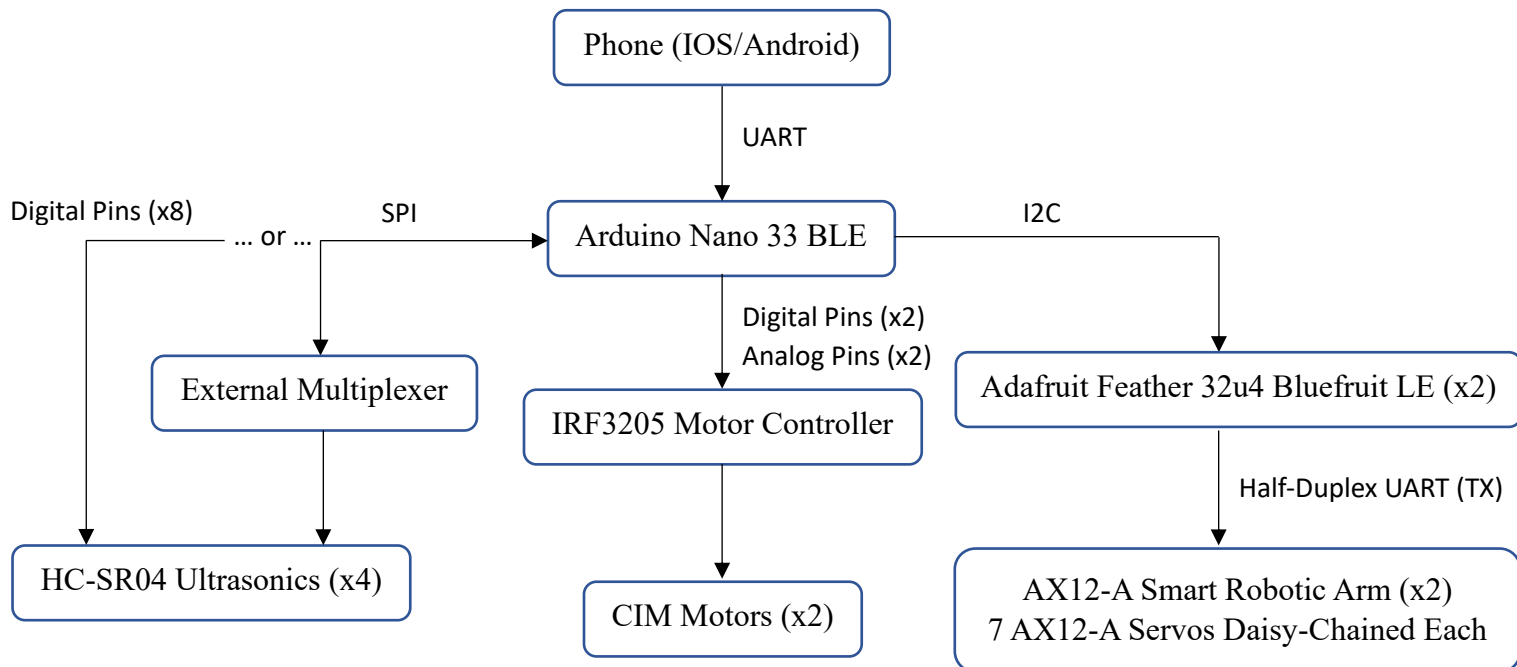 Phone (IOS/Android)
UART
Digital Pins (x8)
... or ...
SPI
Arduino Nano 33 BLE
I2C
Digital Pins (x2)
Analog Pins (x2)
External Multiplexer
IRF3205 Motor Controller
Adafruit Feather 32u4 Bluefruit LE (x2)
Half-Duplex UART (TX)
HC-SR04 Ultrasonics (x4)
CIM Motors (x2)
AX12-A Smart Robotic Arm (x2)
7 AX12-A Servos Daisy-Chained Each